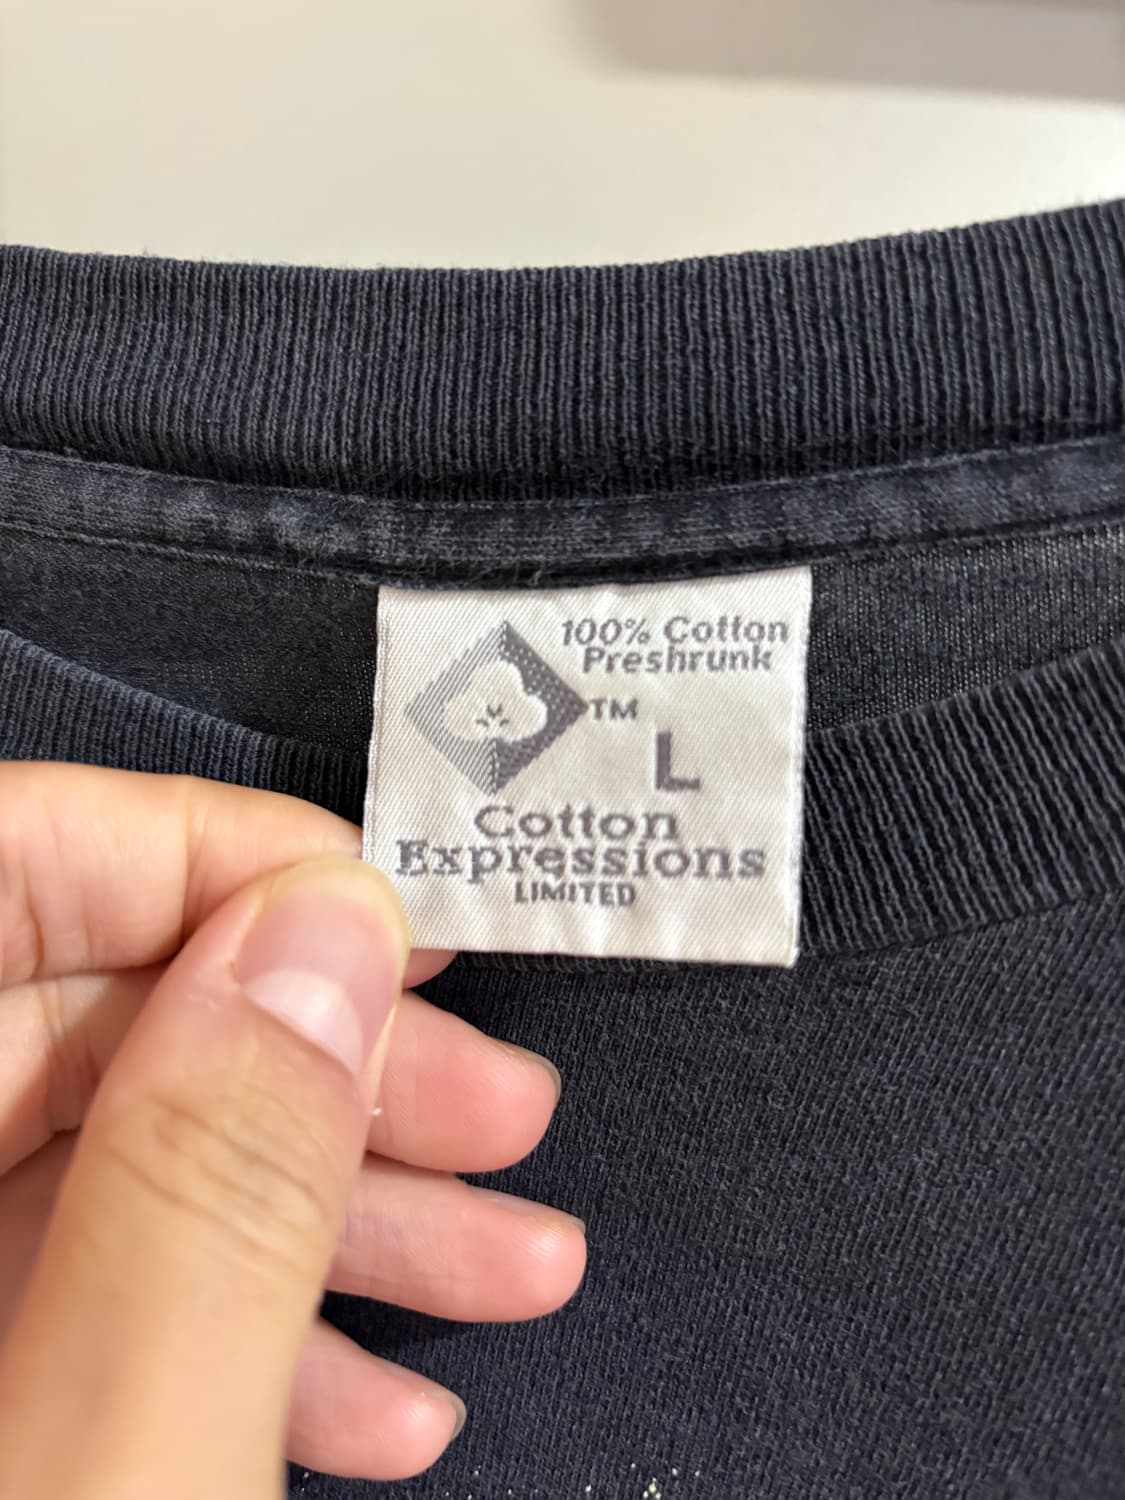 100% Cotton
Preshrunk
TM
L
Cotton
Expressions
LIMITED